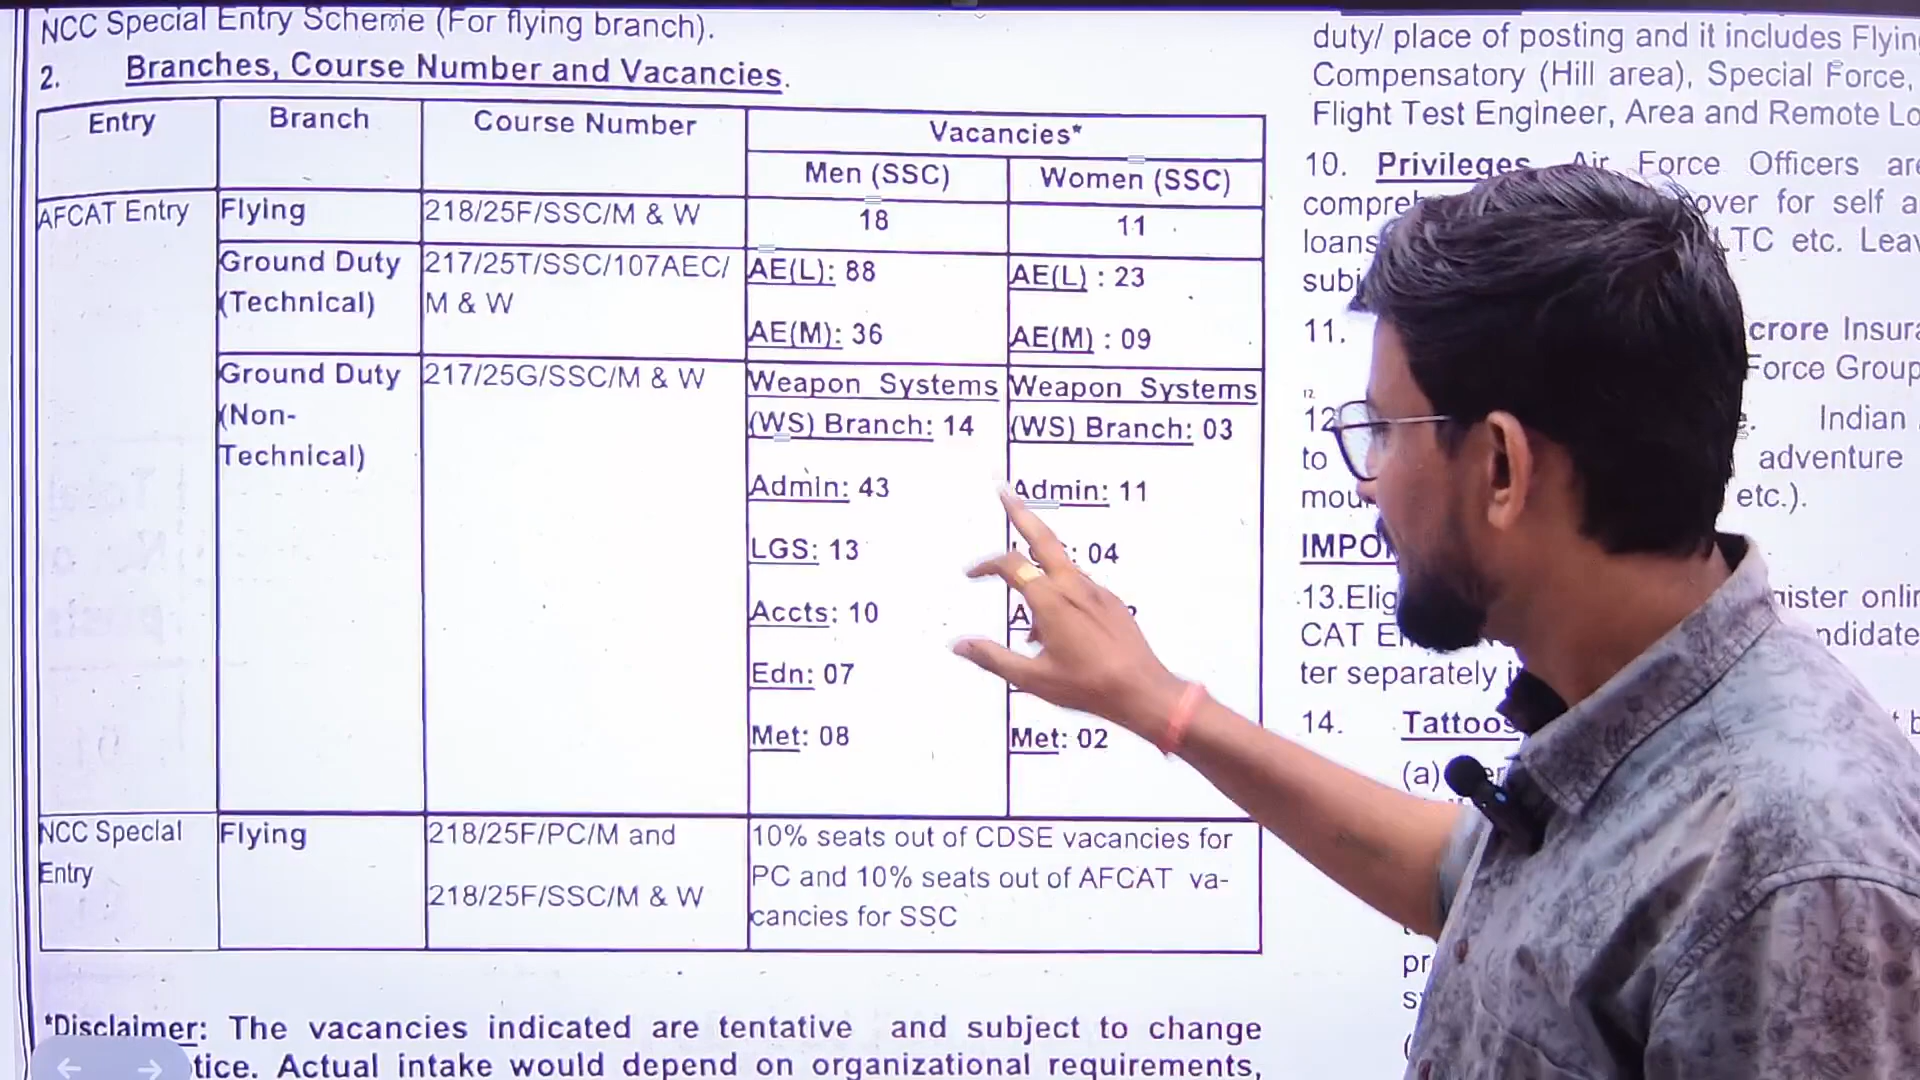 NCC Special Entry Scheme (For flying branch).
2. Branches, Course Number and Vacancies.
Entry Branch Course Number Vacancies*
Men (SSC) Women (SSC)
AFCAT Entry Flying 218/25F/SSC/M & W 18 11
Ground Duty 217/25T/SSC/107AEC/ AE(L): 88 AE(L) : 23
(Technical) M & W
AE(M): 36 AE(M) : 09
Ground Duty 217/25G/SSC/M & W Weapon Systems Weapon Systems
(Non- (WS) Branch: 14 (WS) Branch: 03
Technical)
Admin: 43 Admin: 11
LGS: 13 : 04
Accts: 10
Edn: 07
Met: 08 Met: 02
NCC Special Flying 218/25F/PC/M and 10% seats out of CDSE vacancies for
Entry PC and 10% seats out of AFCAT va-
218/25F/SSC/M & W cancies for SSC
*Disclaimer: The vacancies indicated are tentative and subject to change
tice. Actual intake would depend on organizational requirements,
duty/ place of posting and it includes
Compensatory (Hill area), Special Force,
Flight Test Engineer, Area and Remote
10. Privileges Air Force Officers
over for self
loans LTC etc.
11. crore
Force Group
12.
12 Indian
to adventure
etc.).
13.
CAT
ter separately
14. Tattoos
(a)